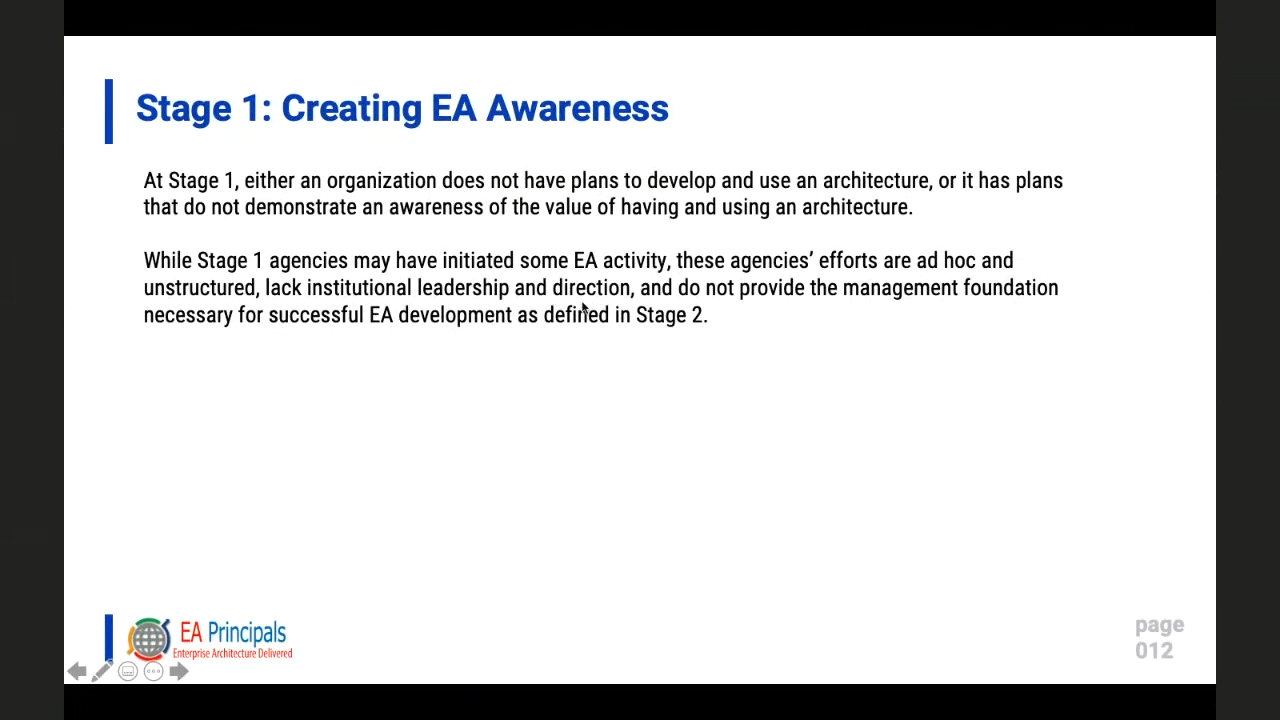 Stage 1: Creating EA Awareness
At Stage 1, either an organization does not have plans to develop and use an architecture, or it has plans
that do not demonstrate an awareness of the value of having and using an architecture.
While Stage 1 agencies may have initiated some EA activity, these agencies’ efforts are ad hoc and
unstructured, lack institutional leadership and direction, and do not provide the management foundation
necessary for successful EA development as defined in Stage 2.
EA Principals
Enterprise Architecture Delivered
page
012